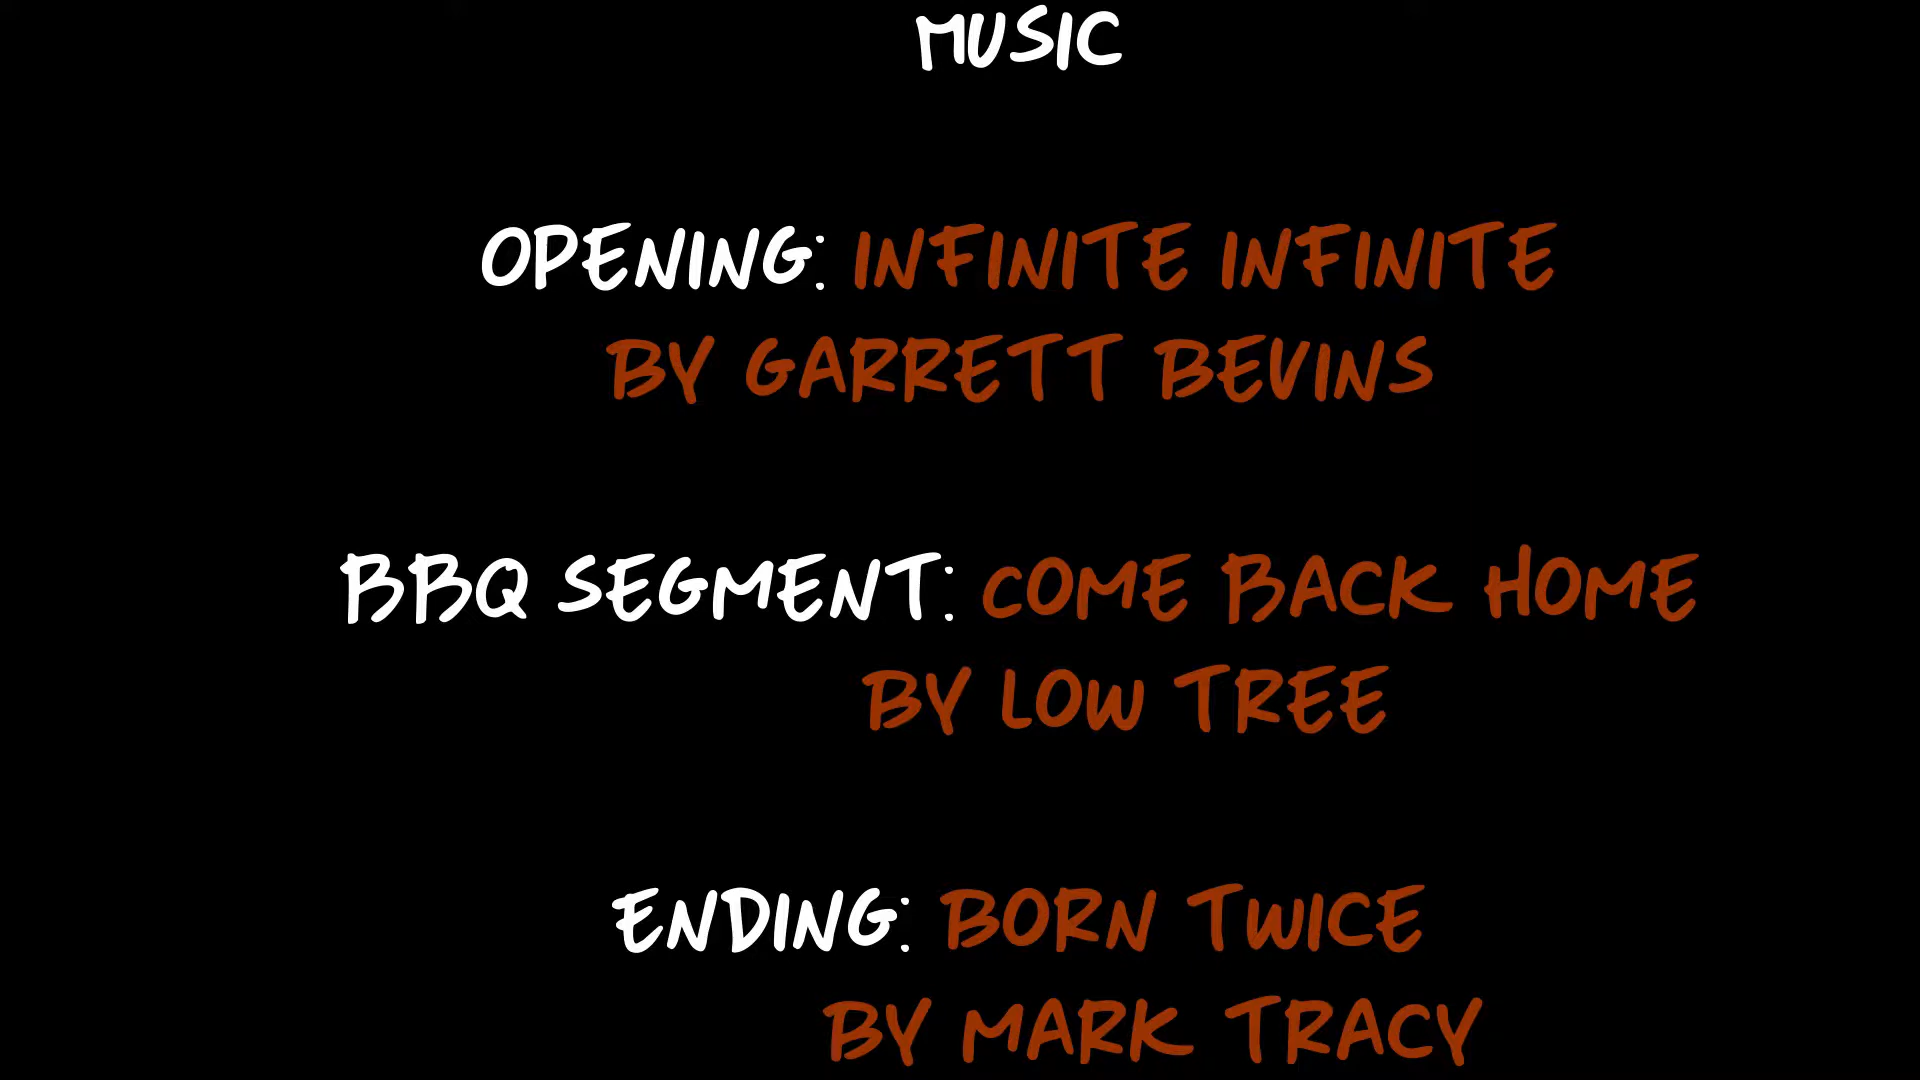 MUSIC
OPENING: INFINITE INFINITE
BY GARRETT BEVINS
BBQ SEGMENT: COME BACK HOME
BY LOW TREE
ENDING: BORN TWICE
BY MARK TRACY